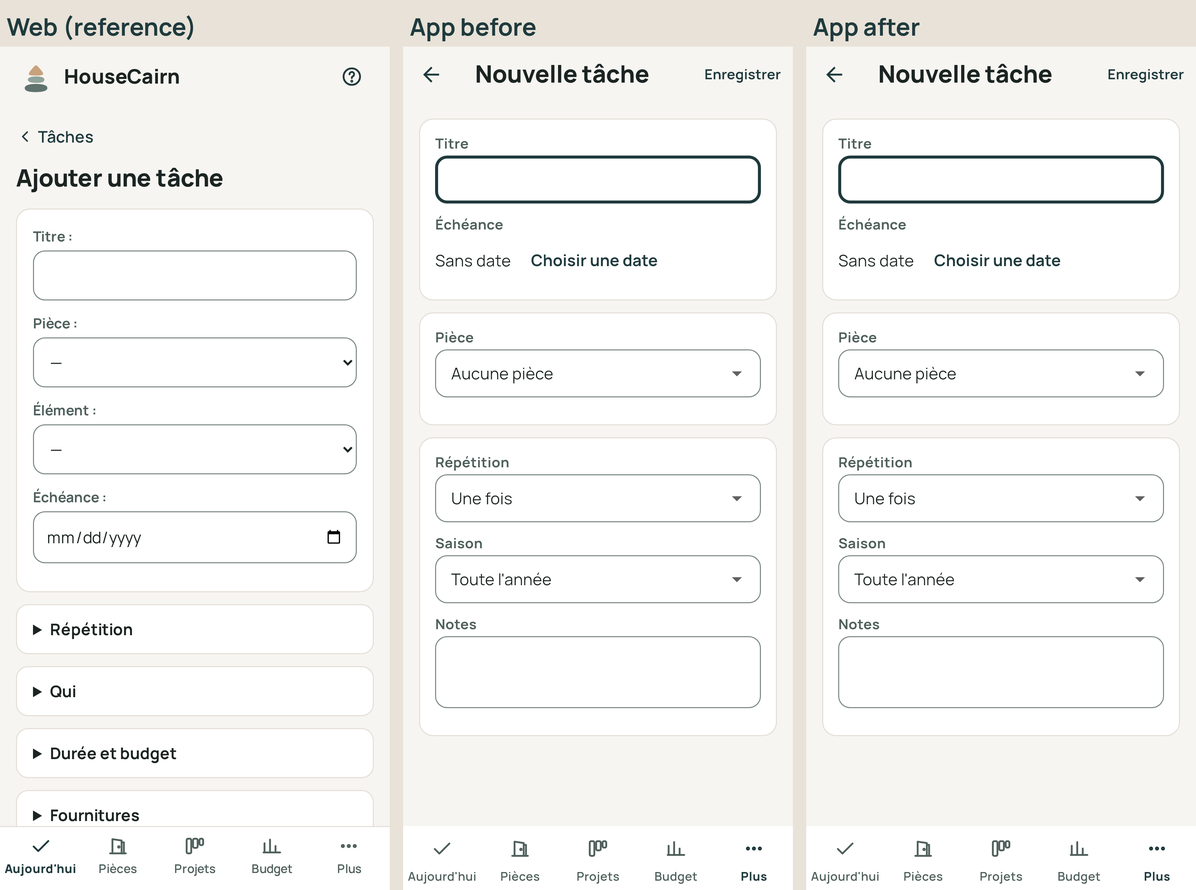 Web (reference)
HouseCairn
Tâches
Ajouter une tâche
Titre :
Pièce :
—
Élément :
—
Échéance :
mm/dd/yyyy
Répétition
Qui
Durée et budget
Fournitures
Aujourd'hui
Pièces
Projets
Budget
Plus
App before
Nouvelle tâche
Enregistrer
Titre
Échéance
Sans date
Choisir une date
Pièce
Aucune pièce
Répétition
Une fois
Saison
Toute l'année
Notes
Aujourd'hui
Pièces
Projets
Budget
Plus
App after
Nouvelle tâche
Enregistrer
Titre
Échéance
Sans date
Choisir une date
Pièce
Aucune pièce
Répétition
Une fois
Saison
Toute l'année
Notes
Aujourd'hui
Pièces
Projets
Budget
Plus